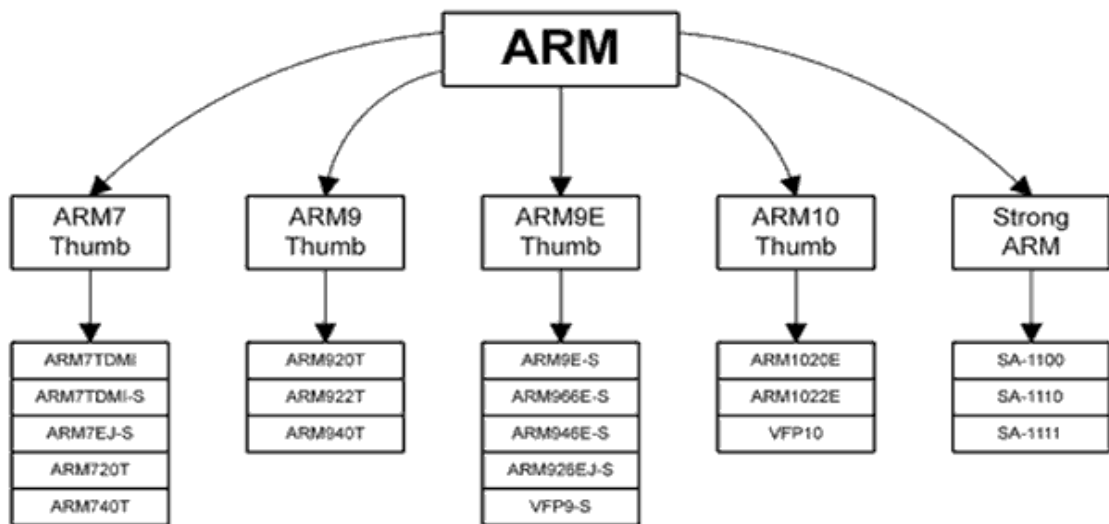 ARM
ARM7
Thumb
ARM9
Thumb
ARM9E
Thumb
ARM10
Thumb
Strong
ARM
ARM7TDMI
ARM7TDMI-S
ARM7EJ-S
ARM720T
ARM740T
ARM920T
ARM922T
ARM940T
ARM9E-S
ARM966E-S
ARM946E-S
ARM926EJ-S
VFP9-S
ARM1020E
ARM1022E
VFP10
SA-1100
SA-1110
SA-1111